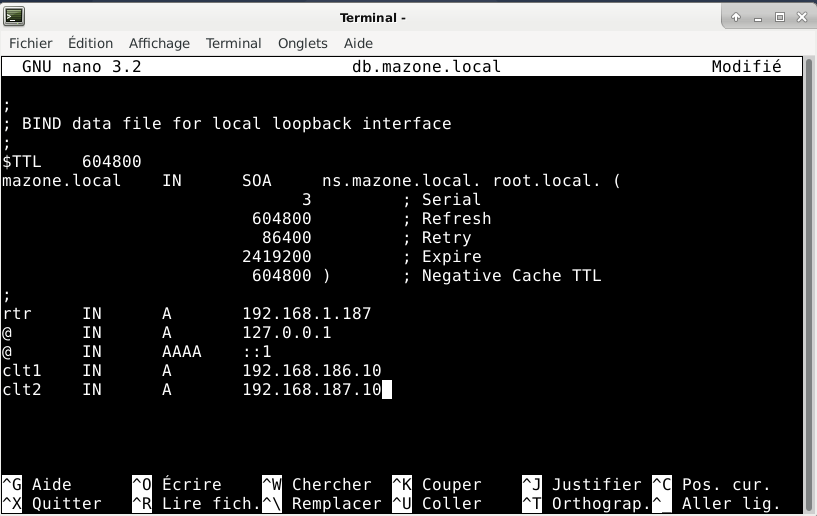 Terminal -
Fichier Édition Affichage Terminal Onglets Aide
GNU nano 3.2 db.mazone.local Modifié
;
; BIND data file for local loopback interface
;
$TTL 604800
mazone.local IN SOA ns.mazone.local. root.local. (
3 ; Serial
604800 ; Refresh
86400 ; Retry
2419200 ; Expire
604800 ) ; Negative Cache TTL
;
rtr IN A 192.168.1.187
@ IN A 127.0.0.1
@ IN AAAA ::1
clt1 IN A 192.168.186.10
clt2 IN A 192.168.187.10
^G Aide ^O Écrire ^W Chercher ^K Couper ^J Justifier ^C Pos. cur.
^X Quitter ^R Lire fich. ^\ Remplacer ^U Coller ^T Orthograp. ^_ Aller lig.